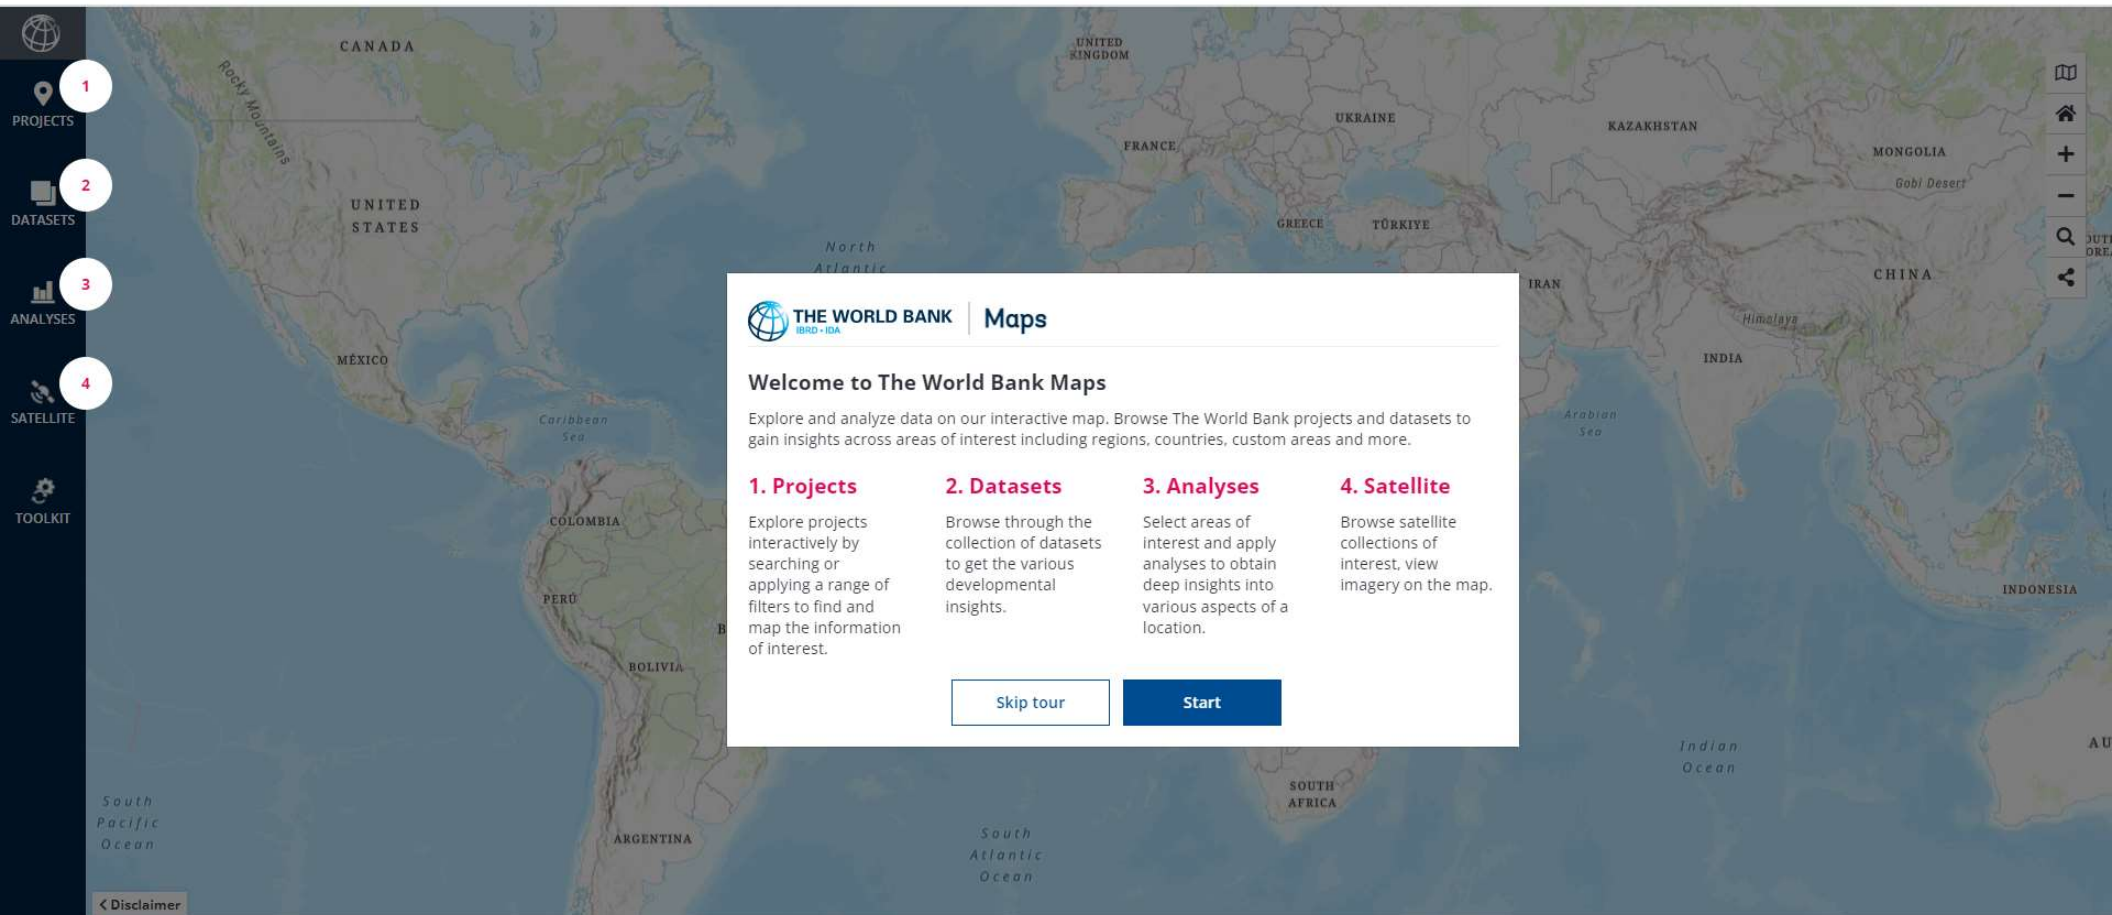 PROJECTS
1
DATASETS
2
ANALYSES
3
SATELLITE
4
TOOLKIT
CANADA
Rocky Mountains
UNITED
STATES
MÉXICO
Caribbean
Sea
COLOMBIA
PERÚ
BOLIVIA
ARGENTINA
B
South
Pacific
Ocean
North
Atlantic
South
Atlantic
Ocean
UNITED
KINGDOM
FRANCE
UKRAINE
GREECE
TÜRKIYE
KAZAKHSTAN
MONGOLIA
Gobi Desert
CHINA
IRAN
Himalaya
INDIA
Arabian
Sea
INDONESIA
Indian
Ocean
SOUTH
AFRICA
AU
THE WORLD BANK
IBRD • IDA
Maps
Welcome to The World Bank Maps
Explore and analyze data on our interactive map. Browse The World Bank projects and datasets to
gain insights across areas of interest including regions, countries, custom areas and more.
1. Projects
Explore projects
interactively by
searching or
applying a range of
filters to find and
map the information
of interest.
2. Datasets
Browse through the
collection of datasets
to get the various
developmental
insights.
3. Analyses
Select areas of
interest and apply
analyses to obtain
deep insights into
various aspects of a
location.
4. Satellite
Browse satellite
collections of
interest, view
imagery on the map.
Skip tour
Start
< Disclaimer